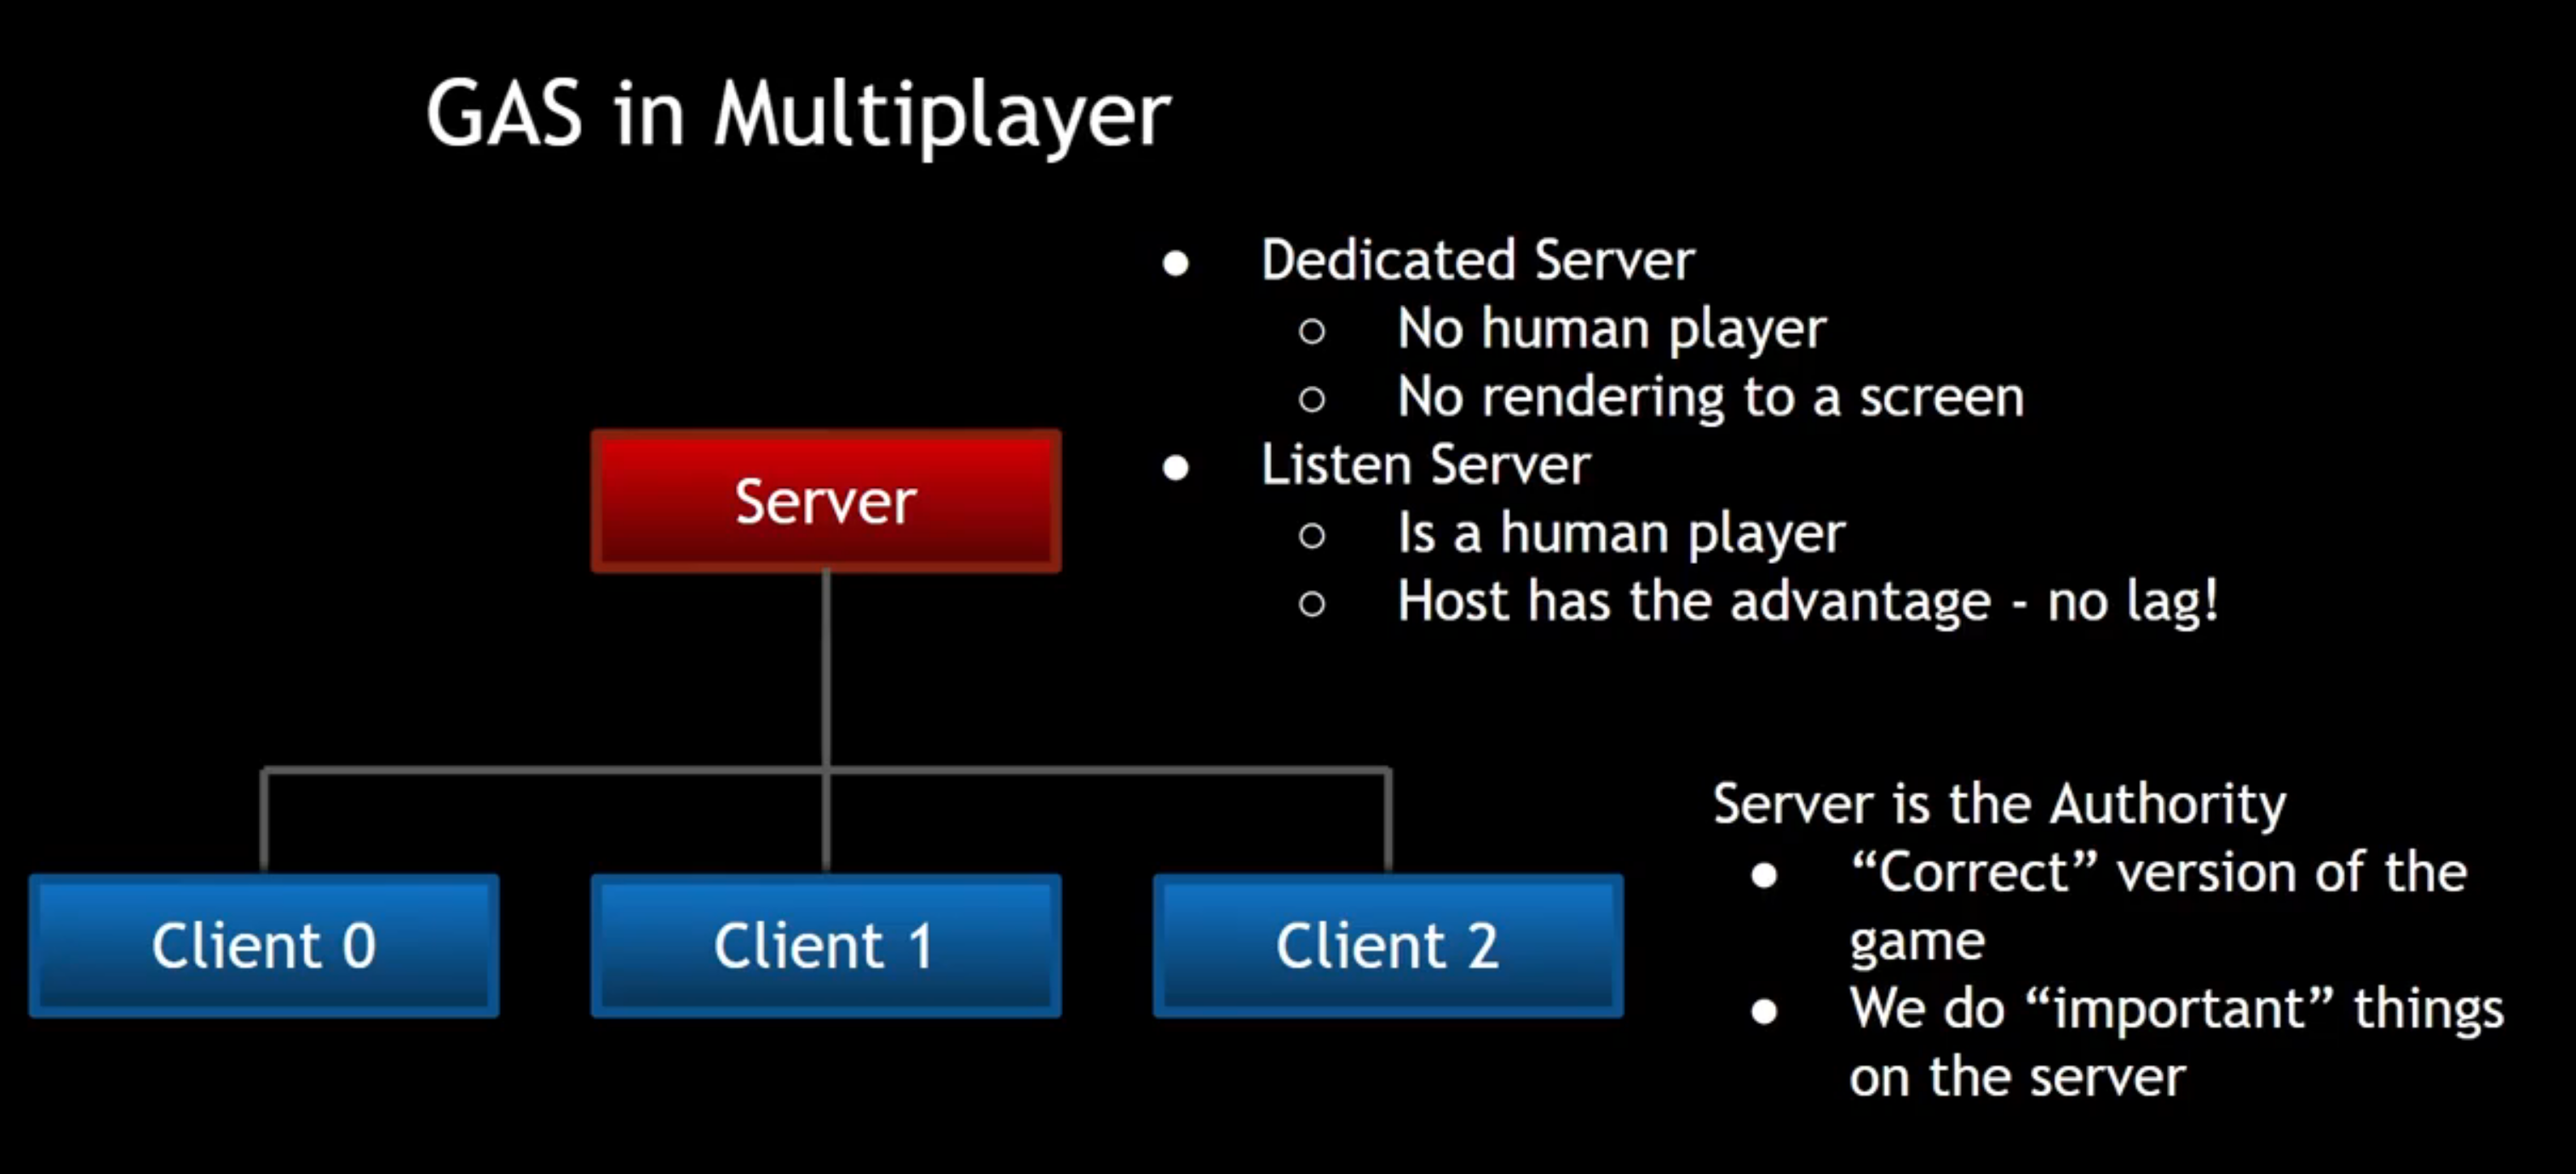 GAS in Multiplayer
● Dedicated Server
○ No human player
○ No rendering to a screen
● Listen Server
○ Is a human player
○ Host has the advantage - no lag!
Server
Client 0
Client 1
Client 2
Server is the Authority
● “Correct” version of the
game
● We do “important” things
on the server